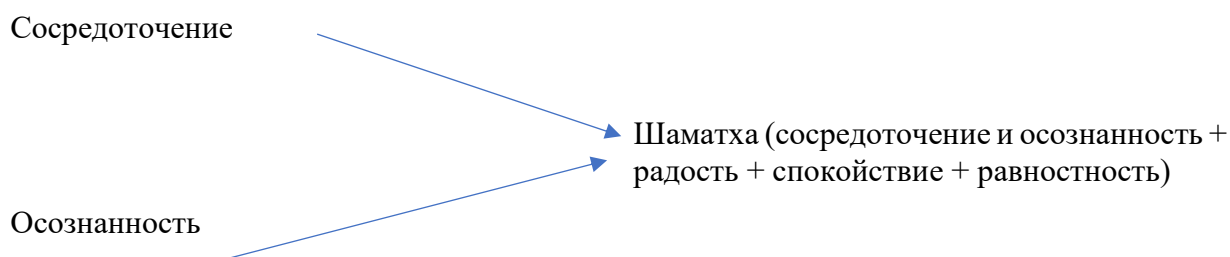 Сосредоточение
Шаматха (сосредоточение и осознанность +
радость + спокойствие + равностность)
Осознанность